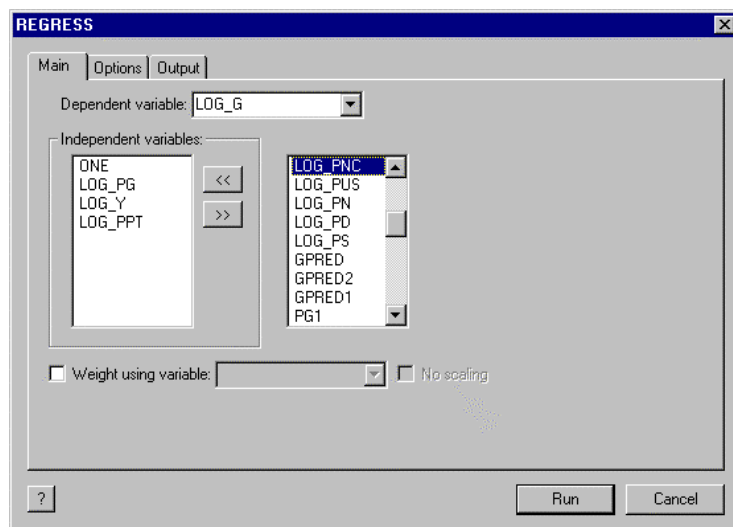 REGRESS
Main Options Output
Dependent variable: LOG_G
Independent variables:
ONE
LOG_PG
LOG_Y
LOG_PPT
<<
>>
LOG_PNC
LOG_PUS
LOG_PN
LOG_PD
LOG_PS
GPRED
GPRED2
GPRED1
PG1
Weight using variable:
No scaling
?
Run
Cancel